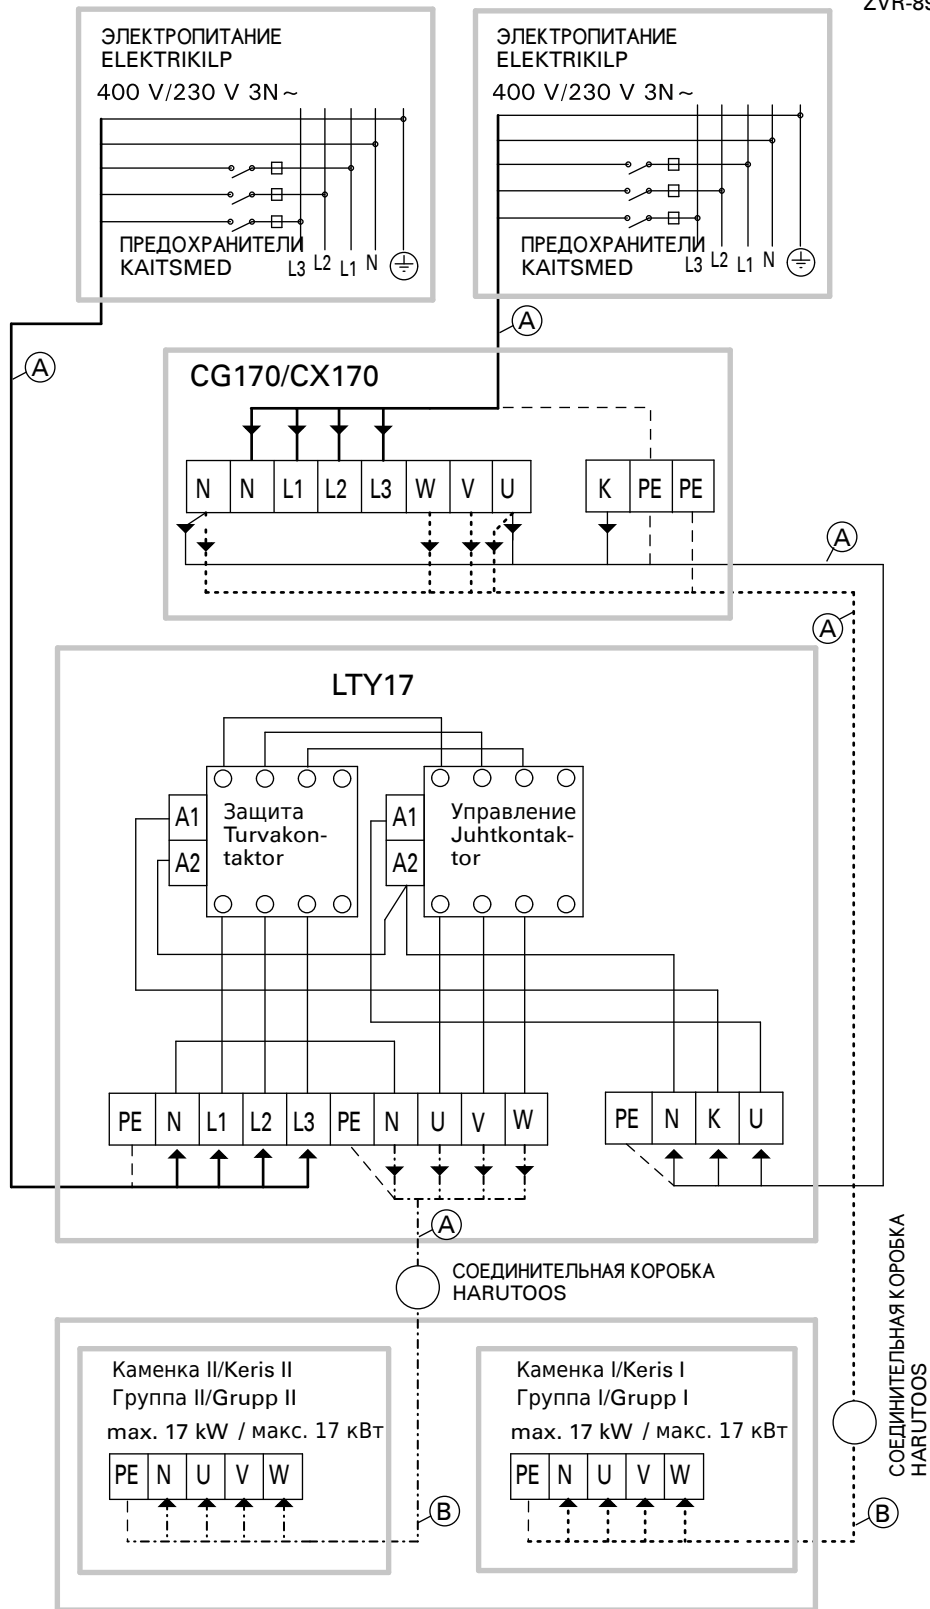 ZVR-89
ЭЛЕКТРОПИТАНИЕ
ELEKTRIKILP
400 V/230 V 3N~
ПРЕДОХРАНИТЕЛИ
KAITSMED
L3 L2 L1 N
ЭЛЕКТРОПИТАНИЕ
ELEKTRIKILP
400 V/230 V 3N~
ПРЕДОХРАНИТЕЛИ
KAITSMED
L3 L2 L1 N
A
A
CG170/CX170
N N L1 L2 L3 W V U
K PE PE
A
A
LTY17
A1
A2
Защита
Turvakon-
taktor
A1
A2
Управление
Juhtkontak-
tor
PE N L1 L2 L3 PE N U V W
PE N K U
A
СОЕДИНИТЕЛЬНАЯ КОРОБКА
HARUTOOS
СОЕДИНИТЕЛЬНАЯ КОРОБКА
HARUTOOS
Каменка II/Keris II
Группа II/Grupp II
max. 17 kW / макс. 17 кВт
PE N U V W
B
Каменка I/Keris I
Группа I/Grupp I
max. 17 kW / макс. 17 кВт
PE N U V W
B